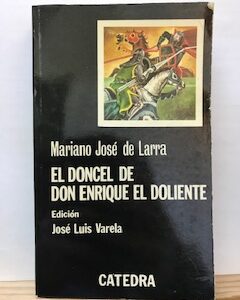 Mariano José de Larra
EL DONCEL DE
DON ENRIQUE EL DOLIENTE
Edición
José Luis Varela
CATEDRA